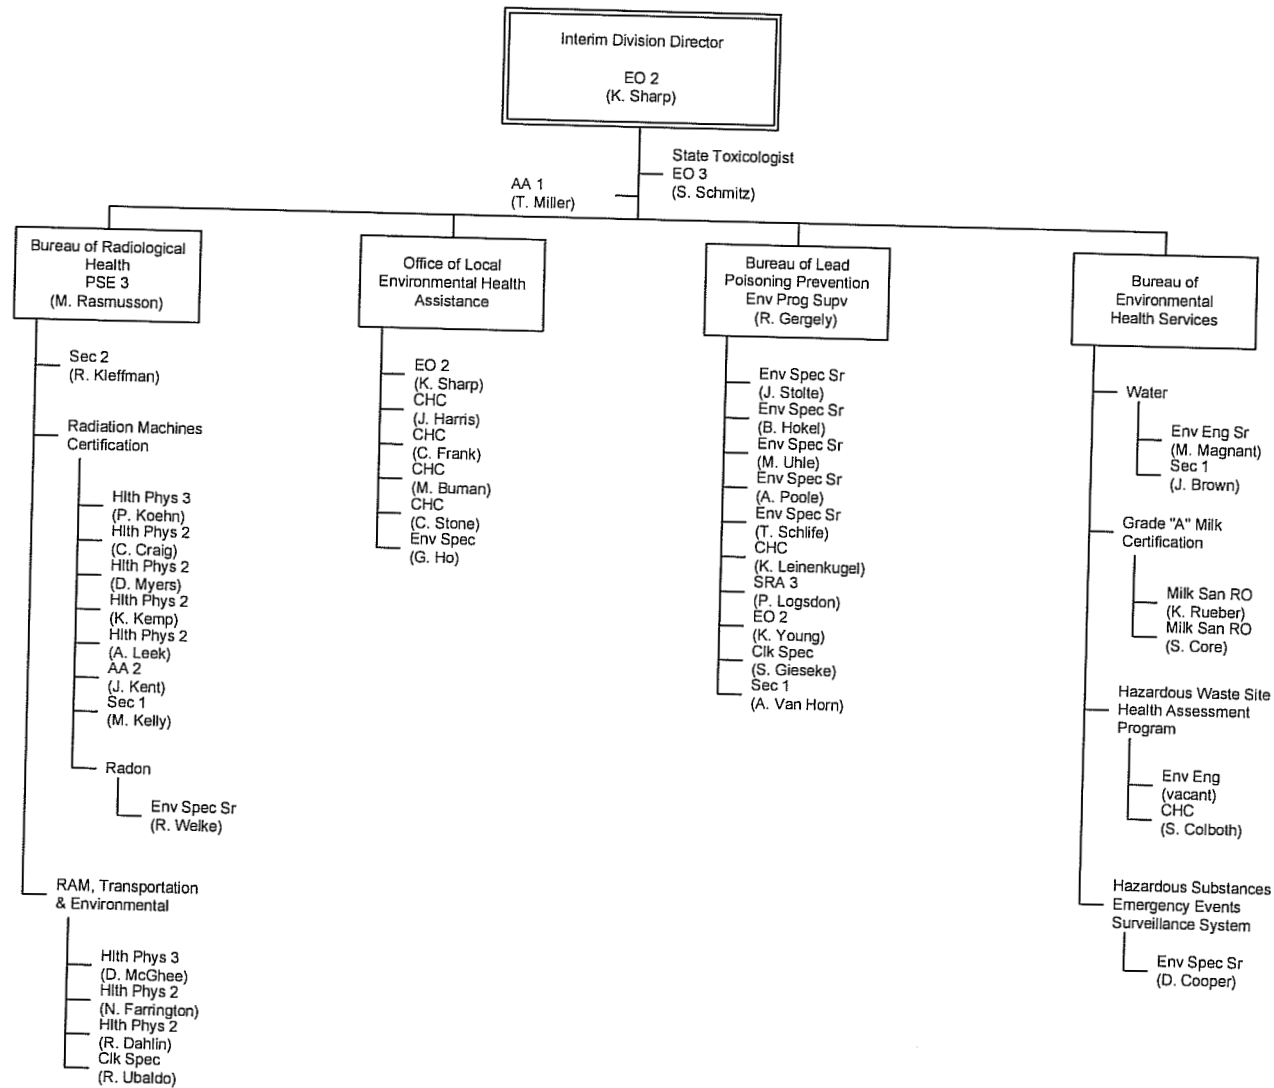 Interim Division Director
EO 2
(K. Sharp)
State Toxicologist
EO 3
(S. Schmitz)
AA 1
(T. Miller)
Bureau of Radiological
Health
PSE 3
(M. Rasmusson)
Sec 2
(R. Kleffman)
Radiation Machines
Certification
Hlth Phys 3
(P. Koehn)
Hlth Phys 2
(C. Craig)
Hlth Phys 2
(D. Myers)
Hlth Phys 2
(K. Kemp)
Hlth Phys 2
(A. Leek)
AA 2
(J. Kent)
Sec 1
(M. Kelly)
Radon
Env Spec Sr
(R. Welke)
RAM, Transportation
& Environmental
Hlth Phys 3
(D. McGhee)
Hlth Phys 2
(N. Farrington)
Hlth Phys 2
(R. Dahlin)
Clk Spec
(R. Ubaldo)
Office of Local
Environmental Health
Assistance
EO 2
(K. Sharp)
CHC
(J. Harris)
CHC
(C. Frank)
CHC
(M. Buman)
CHC
(C. Stone)
Env Spec
(G. Ho)
Bureau of Lead
Poisoning Prevention
Env Prog Supv
(R. Gergely)
Env Spec Sr
(J. Stolte)
Env Spec Sr
(B. Hokel)
Env Spec Sr
(M. Uhle)
Env Spec Sr
(A. Poole)
Env Spec Sr
(T. Schlife)
CHC
(K. Leinenkugel)
SRA 3
(P. Logsdon)
EO 2
(K. Young)
Clk Spec
(S. Gieseke)
Sec 1
(A. Van Horn)
Bureau of
Environmental
Health Services
Water
Env Eng Sr
(M. Magnant)
Sec 1
(J. Brown)
Grade "A" Milk
Certification
Milk San RO
(K. Rueber)
Milk San RO
(S. Core)
Hazardous Waste Site
Health Assessment
Program
Env Eng
(vacant)
CHC
(S. Colboth)
Hazardous Substances
Emergency Events
Surveillance System
Env Spec Sr
(D. Cooper)